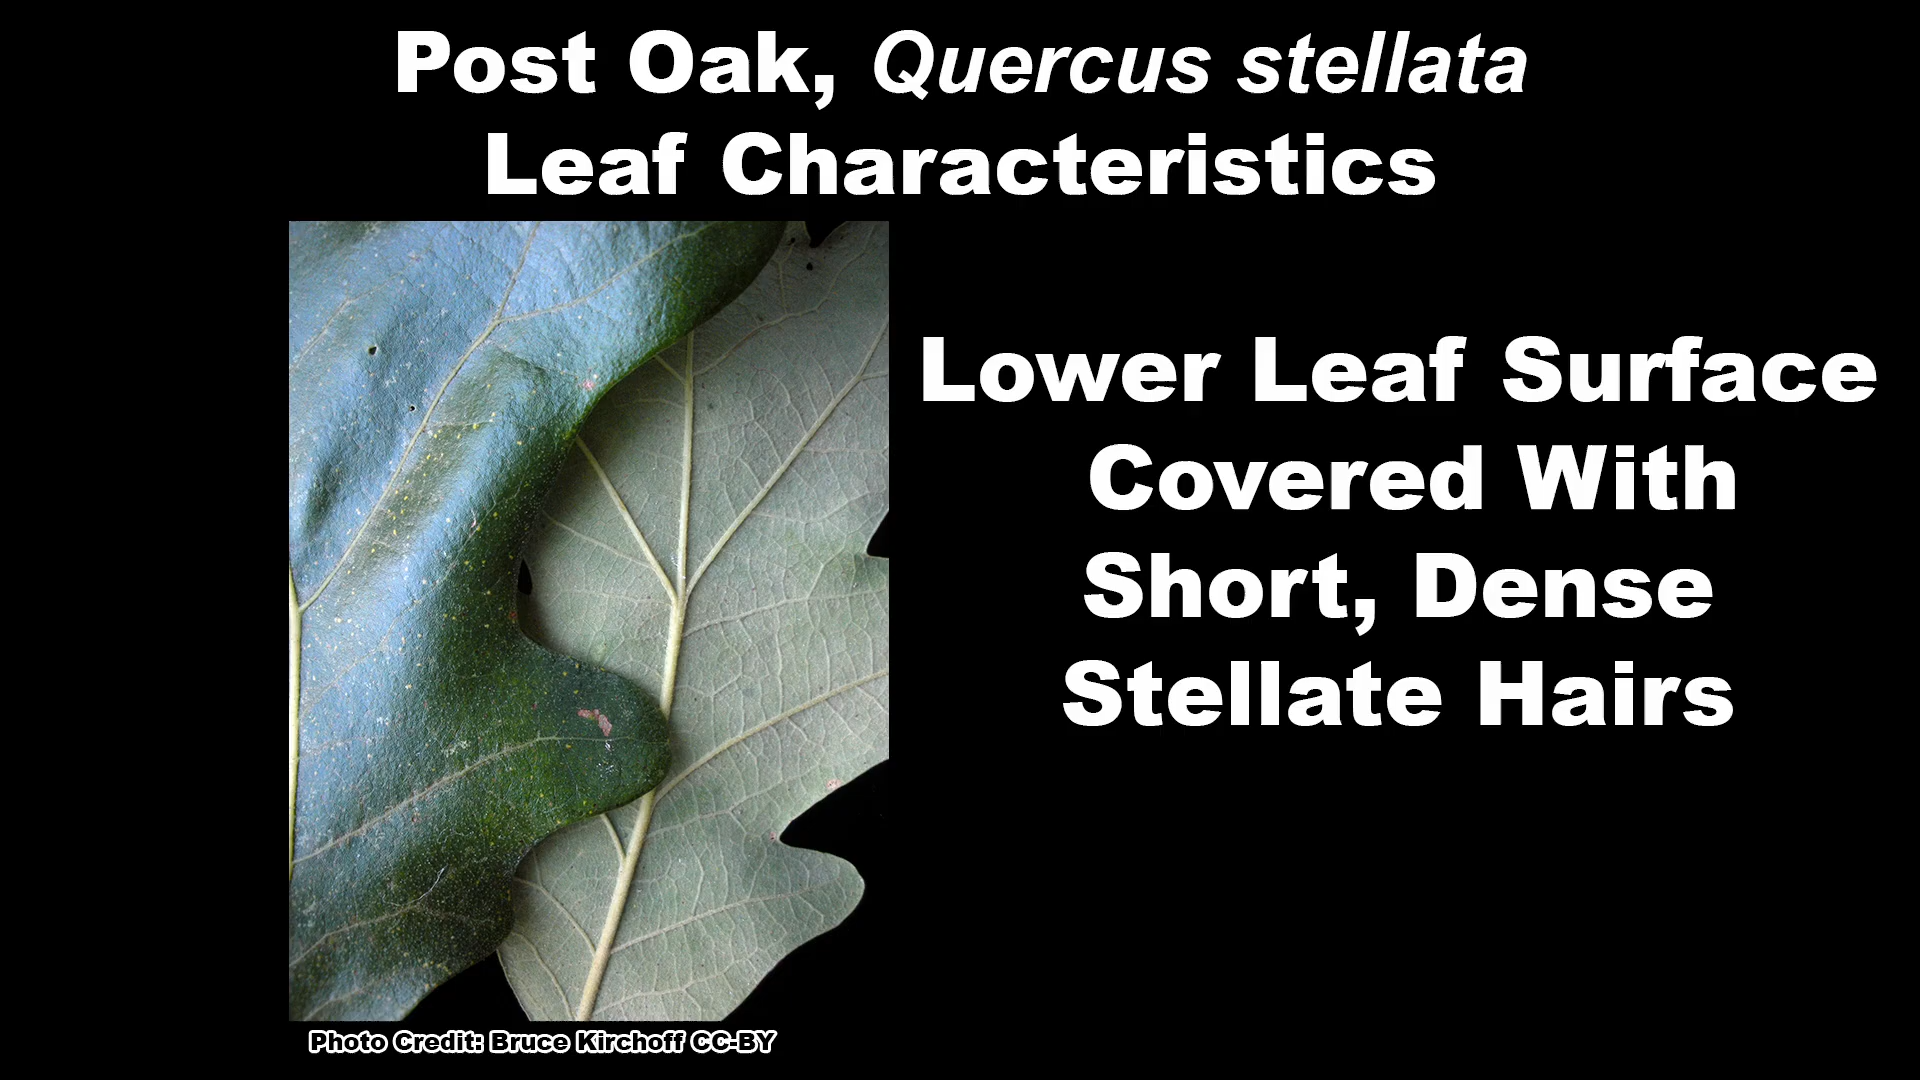 Post Oak, Quercus stellata
Leaf Characteristics
Lower Leaf Surface
Covered With
Short, Dense
Stellate Hairs
Photo Credit: Bruce Kirchoff CC-BY